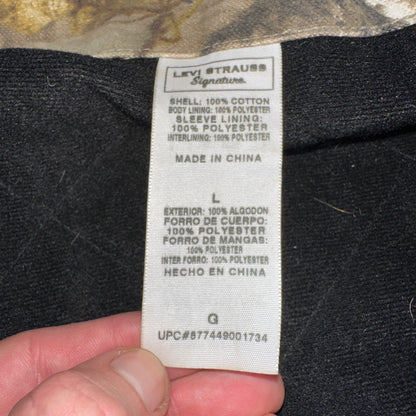 LEVI STRAUSS
Signature
SHELL: 100% COTTON
BODY LINING: 100% POLYESTER
SLEEVE LINING:
100% POLYESTER
INTERLINING: 100% POLYESTER
MADE IN CHINA
L
EXTERIOR: 100% ALGODON
FORRO DE CUERPO:
100% POLYESTER
FORRO DE MANGAS:
100% POLYESTER
INTER FORRO: 100% POLYESTER
HECHO EN CHINA
G
UPC#877449001734